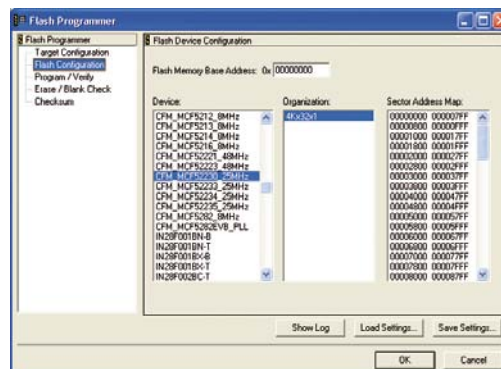 Flash Programmer
Flash Programmer
Target Configuration
Flash Configuration
Program / Verify
Erase / Blank Check
Checksum
Flash Device Configuration
Flash Memory Base Address: 0x 00000000
Device:
CFM_MCF5212_8MHz
CFM_MCF5213_8MHz
CFM_MCF5214_8MHz
CFM_MCF5216_8MHz
CFM_MCF52221_48MHz
CFM_MCF52223_48MHz
CFM_MCF52230_25MHz
CFM_MCF52233_25MHz
CFM_MCF52234_25MHz
CFM_MCF52235_25MHz
CFM_MCF5282_8MHz
CFM_MCF5282EVB_PLL
IN28F001BN-B
IN28F001BN-T
IN28F001BX-B
IN28F001BX-T
IN28F002BC-T
Organization:
4Kx32x1
Sector Address Map:
00000000 000007FF
00000800 00000FFF
00001000 000017FF
00001800 00001FFF
00002000 000027FF
00002800 00002FFF
00003000 000037FF
00003800 00003FFF
00004000 000047FF
00004800 00004FFF
00005000 000057FF
00005800 00005FFF
00006000 000067FF
00006800 00006FFF
00007000 000077FF
00007800 00007FFF
00008000 000087FF
Show Log
Load Settings...
Save Settings...
OK
Cancel